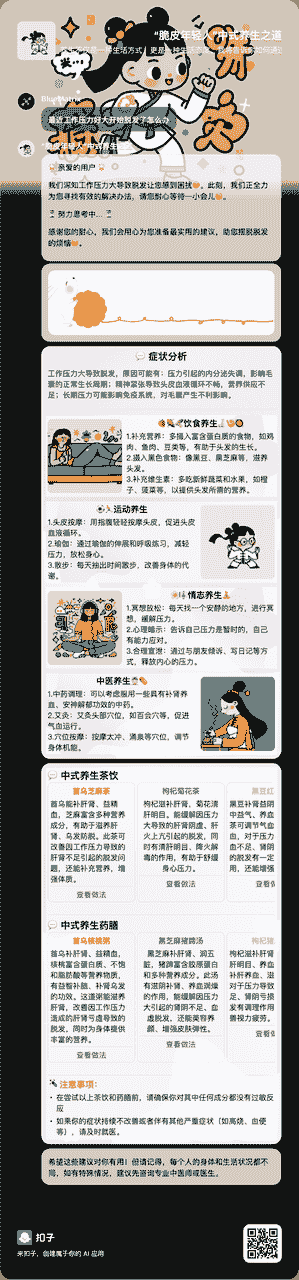 “脆皮年轻人”中式养生之道
最近工作压力好大开始脱发了怎么办
亲爱的用户
我们深知工作压力大导致脱发让您感到困扰，此刻，我们正全力
为您寻找有效的解决办法，请您耐心等待一小会儿。
努力思考中...
感谢您的耐心，我们会用心为您准备最实用的建议，助您摆脱脱发
的烦恼。
症状分析
工作压力大导致脱发，原因可能有：压力引起的内分泌失调，影响毛
囊的正常生长周期；精神紧张导致头皮血液循环不畅，营养供应不
足；长期压力可能影响免疫系统，对毛囊产生不利影响。
饮食养生
1.补充营养：多摄入富含蛋白质的食物，如鸡
肉、鱼肉、豆类等，有助于头发的生长。
2.摄入黑色食物：像黑豆、黑芝麻等，滋养
头发。
3.补充维生素：多吃新鲜蔬菜和水果，如橙
子、菠菜等，以提供头发所需的营养。
运动养生
1.头皮按摩：用指腹轻轻按摩头皮，促进头皮
血液循环。
2.瑜伽：通过瑜伽的伸展和呼吸练习，减轻
压力，放松身心。
3.散步：每天抽出时间散步，改善身体的代
谢。
情志养生
1.冥想放松：每天找一个安静的地方，进行冥
想，缓解压力。
2.心理暗示：告诉自己压力是暂时的，自己
有能力应对。
3.合理宣泄：通过与朋友倾诉、写日记等方
式，释放内心的压力。
中医养生
1.中药调理：可以考虑服用一些具有补肾养
血、安神解郁功效的中药。
2.艾灸：艾灸头部穴位，如百会穴等，促进
气血运行。
3.穴位按摩：按摩太冲、涌泉等穴位，调节
身体机能。
中式养生茶饮
首乌芝麻茶
首乌能补肝肾、益精
血，芝麻富含多种营养
成分，有助于滋养肝
肾、乌发防脱。此茶可
改善因工作压力导致的
肝肾不足引起的脱发问
题，还能补充营养，增
强体质。
查看做法
枸杞菊花茶
枸杞滋补肝肾，菊花清
肝明目。能缓解因压力
大导致的肝肾阴虚、肝
火上亢引起的脱发，同
时有清肝明目、降火解
毒的作用，有助于舒缓
身心压力。
查看做法
黑豆红
黑豆补肾益阴
中益气、养血
茶可调节气血
血，对于压力
血不足、肾阴
的脱发有一定
用，还能增强
查看做
中式养生药膳
首乌核桃粥
首乌补肝肾、益精血，
核桃富含蛋白质、不饱
和脂肪酸等营养物质，
有益智补脑、补肾乌发
的功效。这道粥能滋养
肝肾，改善因工作压力
造成的肝肾亏虚导致的
脱发，同时为身体提供
丰富的营养。
查看做法
黑芝麻猪蹄汤
黑芝麻补肝肾、润五
脏，猪蹄富含胶原蛋白
和多种营养成分。此汤
有滋阴补肾、养血润燥
的作用，能缓解因压力
大引起的肾阴不足、血
虚脱发，还能美容养
颜，增强皮肤弹性。
查看做法
枸杞猪
枸杞滋补肝肾
肝明目、养血
补肝养血、滋
对于压力导致
足、肾阴亏损
发有调理作用
善视力疲劳。
查看做
注意事项：
在尝试以上茶饮和药膳前，请确保你对其中任何成分都没有过敏反
应
如果你的症状持续不改善或者伴有其他严重症状（如高烧、血便
等），请及时就医。
希望这些建议对你有用！但请记得，每个人的身体和生活状况都不
同，如有特殊情况，建议先咨询专业中医师或医生。
扣子
来扣子，创建属于你的 AI 应用